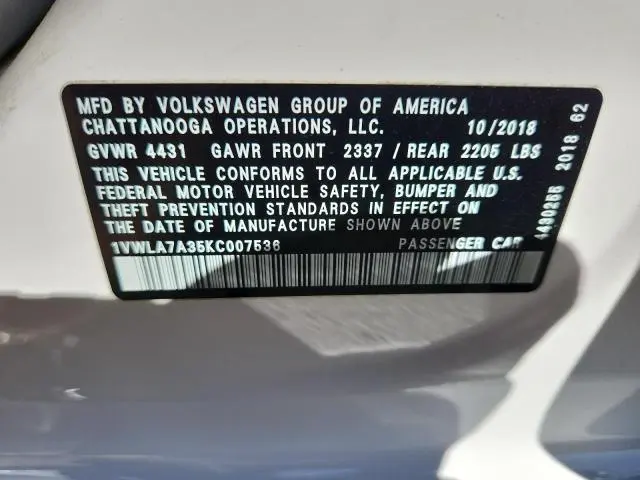 MFD BY VOLKSWAGEN GROUP OF AMERICA
CHATTANOOGA OPERATIONS, LLC. 10/2018
GVWR 4431 GAWR FRONT 2337 / REAR 2205 LBS
THIS VEHICLE CONFORMS TO ALL APPLICABLE U.S.
FEDERAL MOTOR VEHICLE SAFETY, BUMPER AND
THEFT PREVENTION STANDARDS IN EFFECT ON
THE DATE OF MANUFACTURE SHOWN ABOVE
1VWLA7A35KC007536 PASSENGER CAR
2018 62